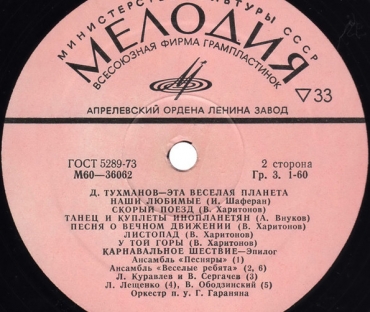 МИНИСТЕРСТВО КУЛЬТУРЫ СССР
МЕЛОДИЯ
ВСЕСОЮЗНАЯ ФИРМА ГРАМПЛАСТИНОК
▽33
АПРЕЛЕВСКИЙ ОРДЕНА ЛЕНИНА ЗАВОД
ГОСТ 5289-73
2 сторона
М60—36062
Гр. 3. 1-60
Д. ТУХМАНОВ—ЭТА ВЕСЕЛАЯ ПЛАНЕТА
НАШИ ЛЮБИМЫЕ (И. Шаферан)
СКОРЫЙ ПОЕЗД (В. Харитонов)
ТАНЕЦ И КУПЛЕТЫ ИНОПЛАНЕТЯН (А. Внуков)
ПЕСНЯ О ВЕЧНОМ ДВИЖЕНИИ (В. Харитонов)
ЛИСТОПАД (В. Харитонов)
У ТОЙ ГОРЫ (В. Харитонов)
КАРНАВАЛЬНОЕ ШЕСТВИЕ—Эпилог
Ансамбль «Песняры» (1)
Ансамбль «Веселые ребята» (2, 6)
Л. Куравлев и В. Сергачев (3)
Л. Лещенко (4), В. Ободзинский (5)
Оркестр п. у. Г. Гараняна